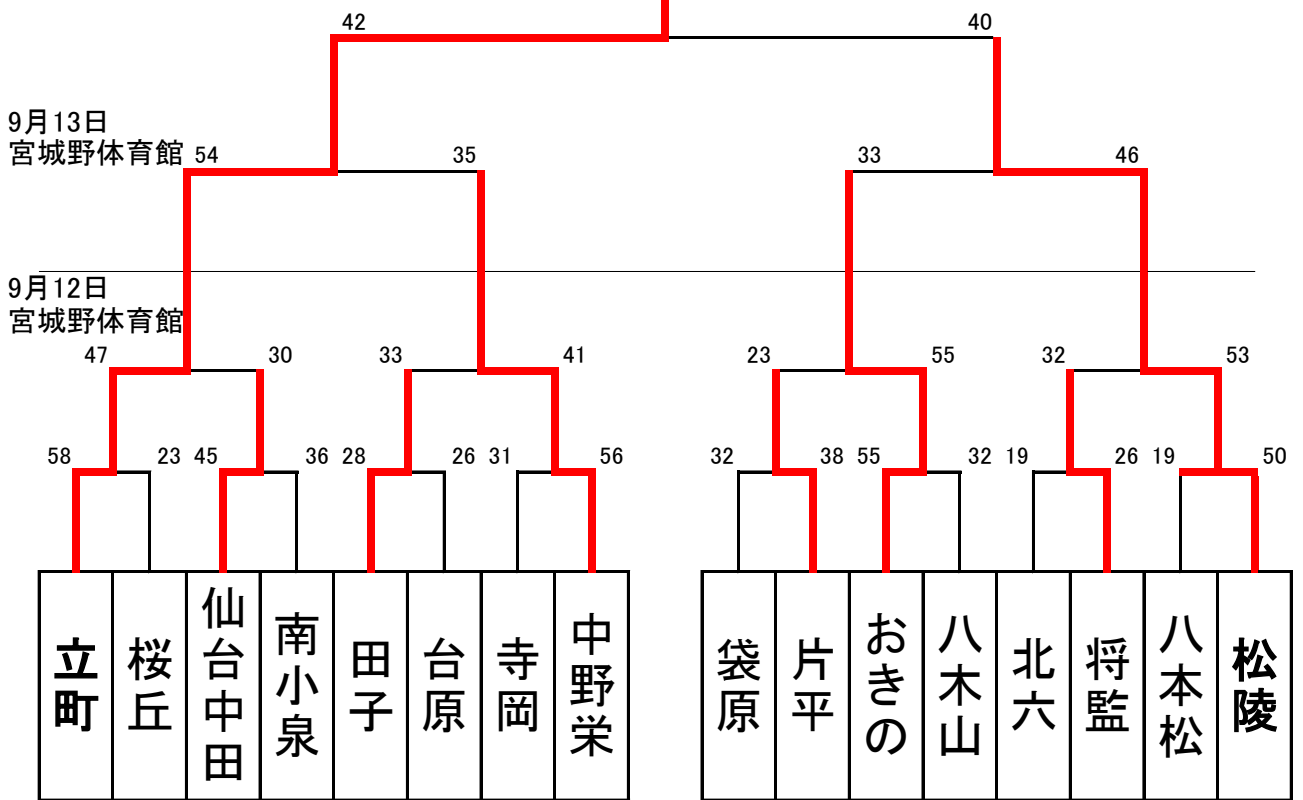 42 40
9月13日
宮城野体育館 54 35 33 46
9月12日
宮城野体育館
47 30 33 41 23 55 32 53
58 23 45 36 28 26 31 56 32 38 55 32 19 26 19 50
立町 桜丘 仙台中田 南小泉 田子 台原 寺岡 中野栄 袋原 片平 おきの 八木山 北六 将監 八本松 松陵